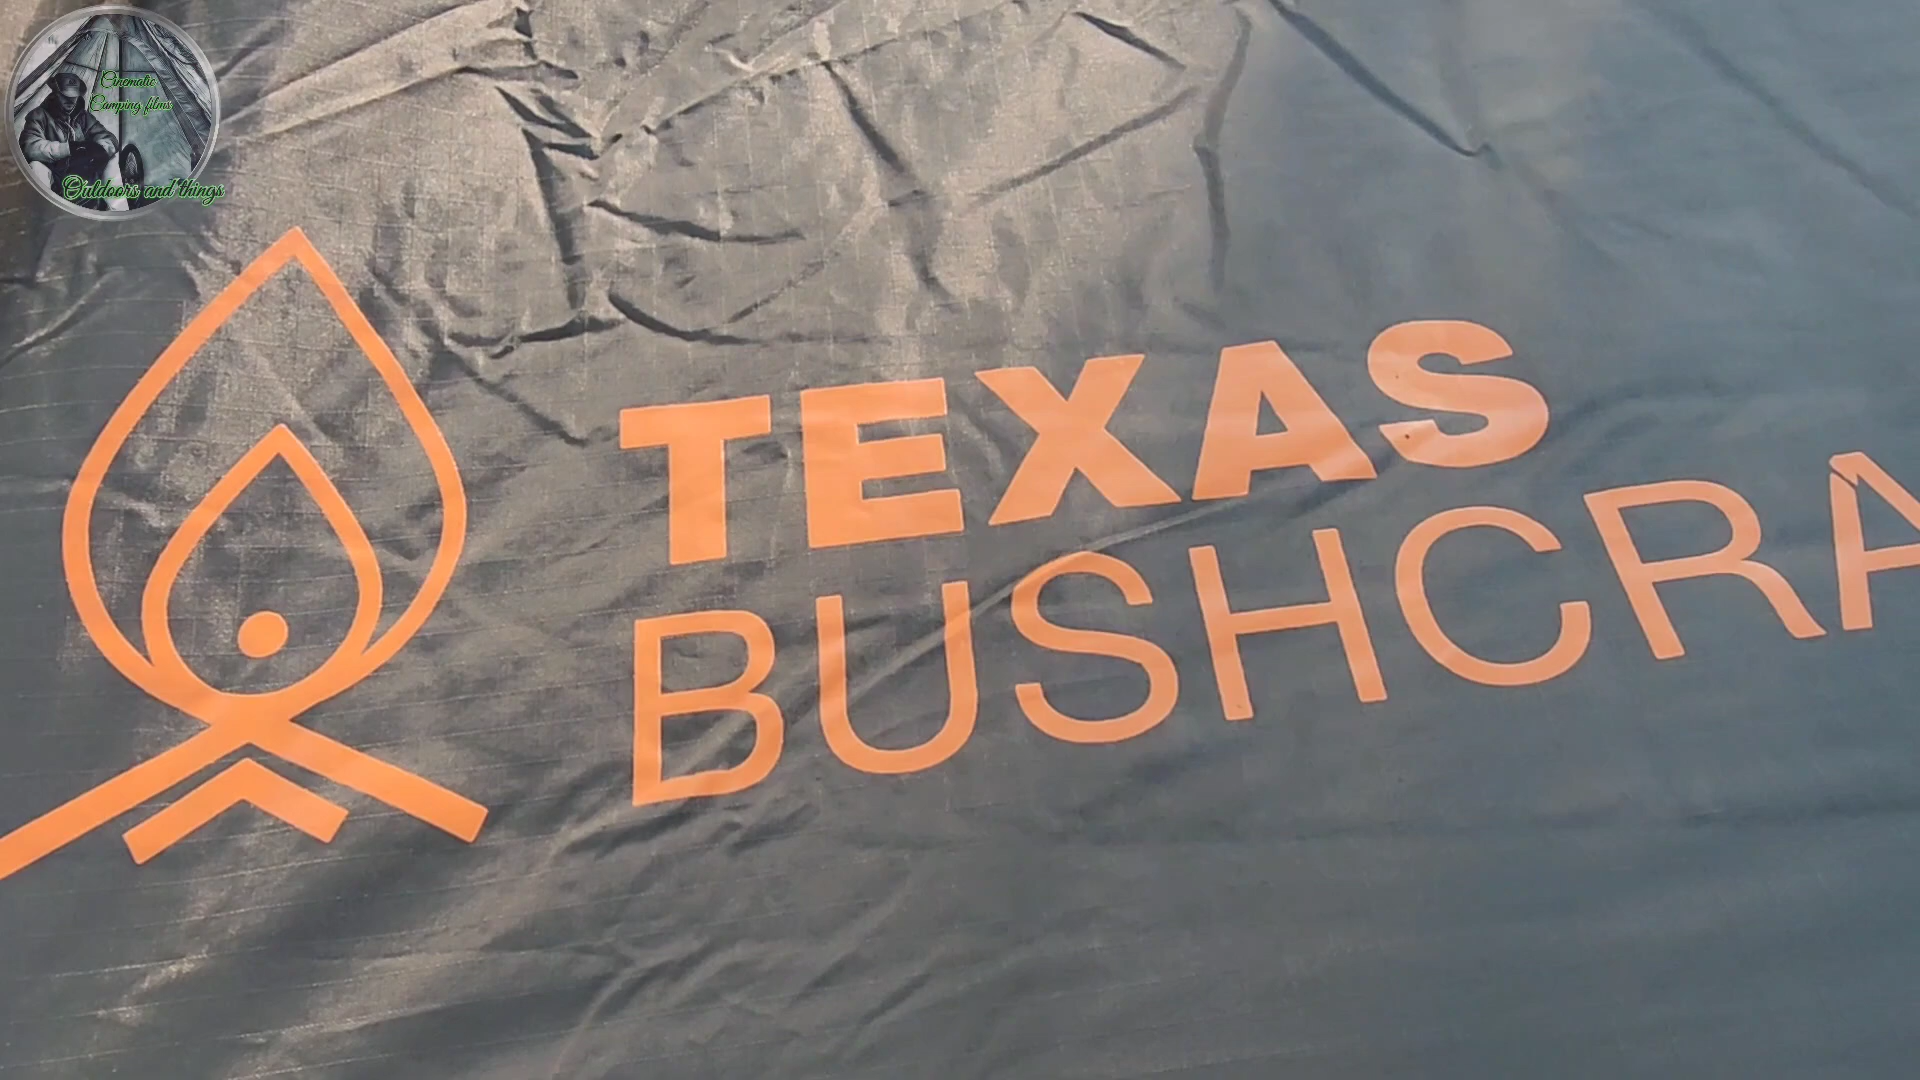 Cinematic
Camping films
Outdoors and things
TEXAS
BUSHCRA